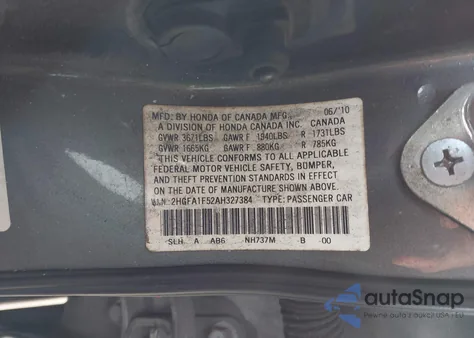 MFD. BY HONDA OF CANADA MFG., 06/10
A DIVISION OF HONDA CANADA INC. CANADA
GVWR 3671LBS GAWR F 1940LBS R 1731LBS
GVWR 1665KG GAWR F 880KG R 785KG
THIS VEHICLE CONFORMS TO ALL APPLICABLE
FEDERAL MOTOR VEHICLE SAFETY, BUMPER,
AND THEFT PREVENTION STANDARDS IN EFFECT
ON THE DATE OF MANUFACTURE SHOWN ABOVE.
V.I.N.: 2HGFA1F52AH327384 TYPE: PASSENGER CAR
SLH A AB6 NH737M -B -00
autaSnap